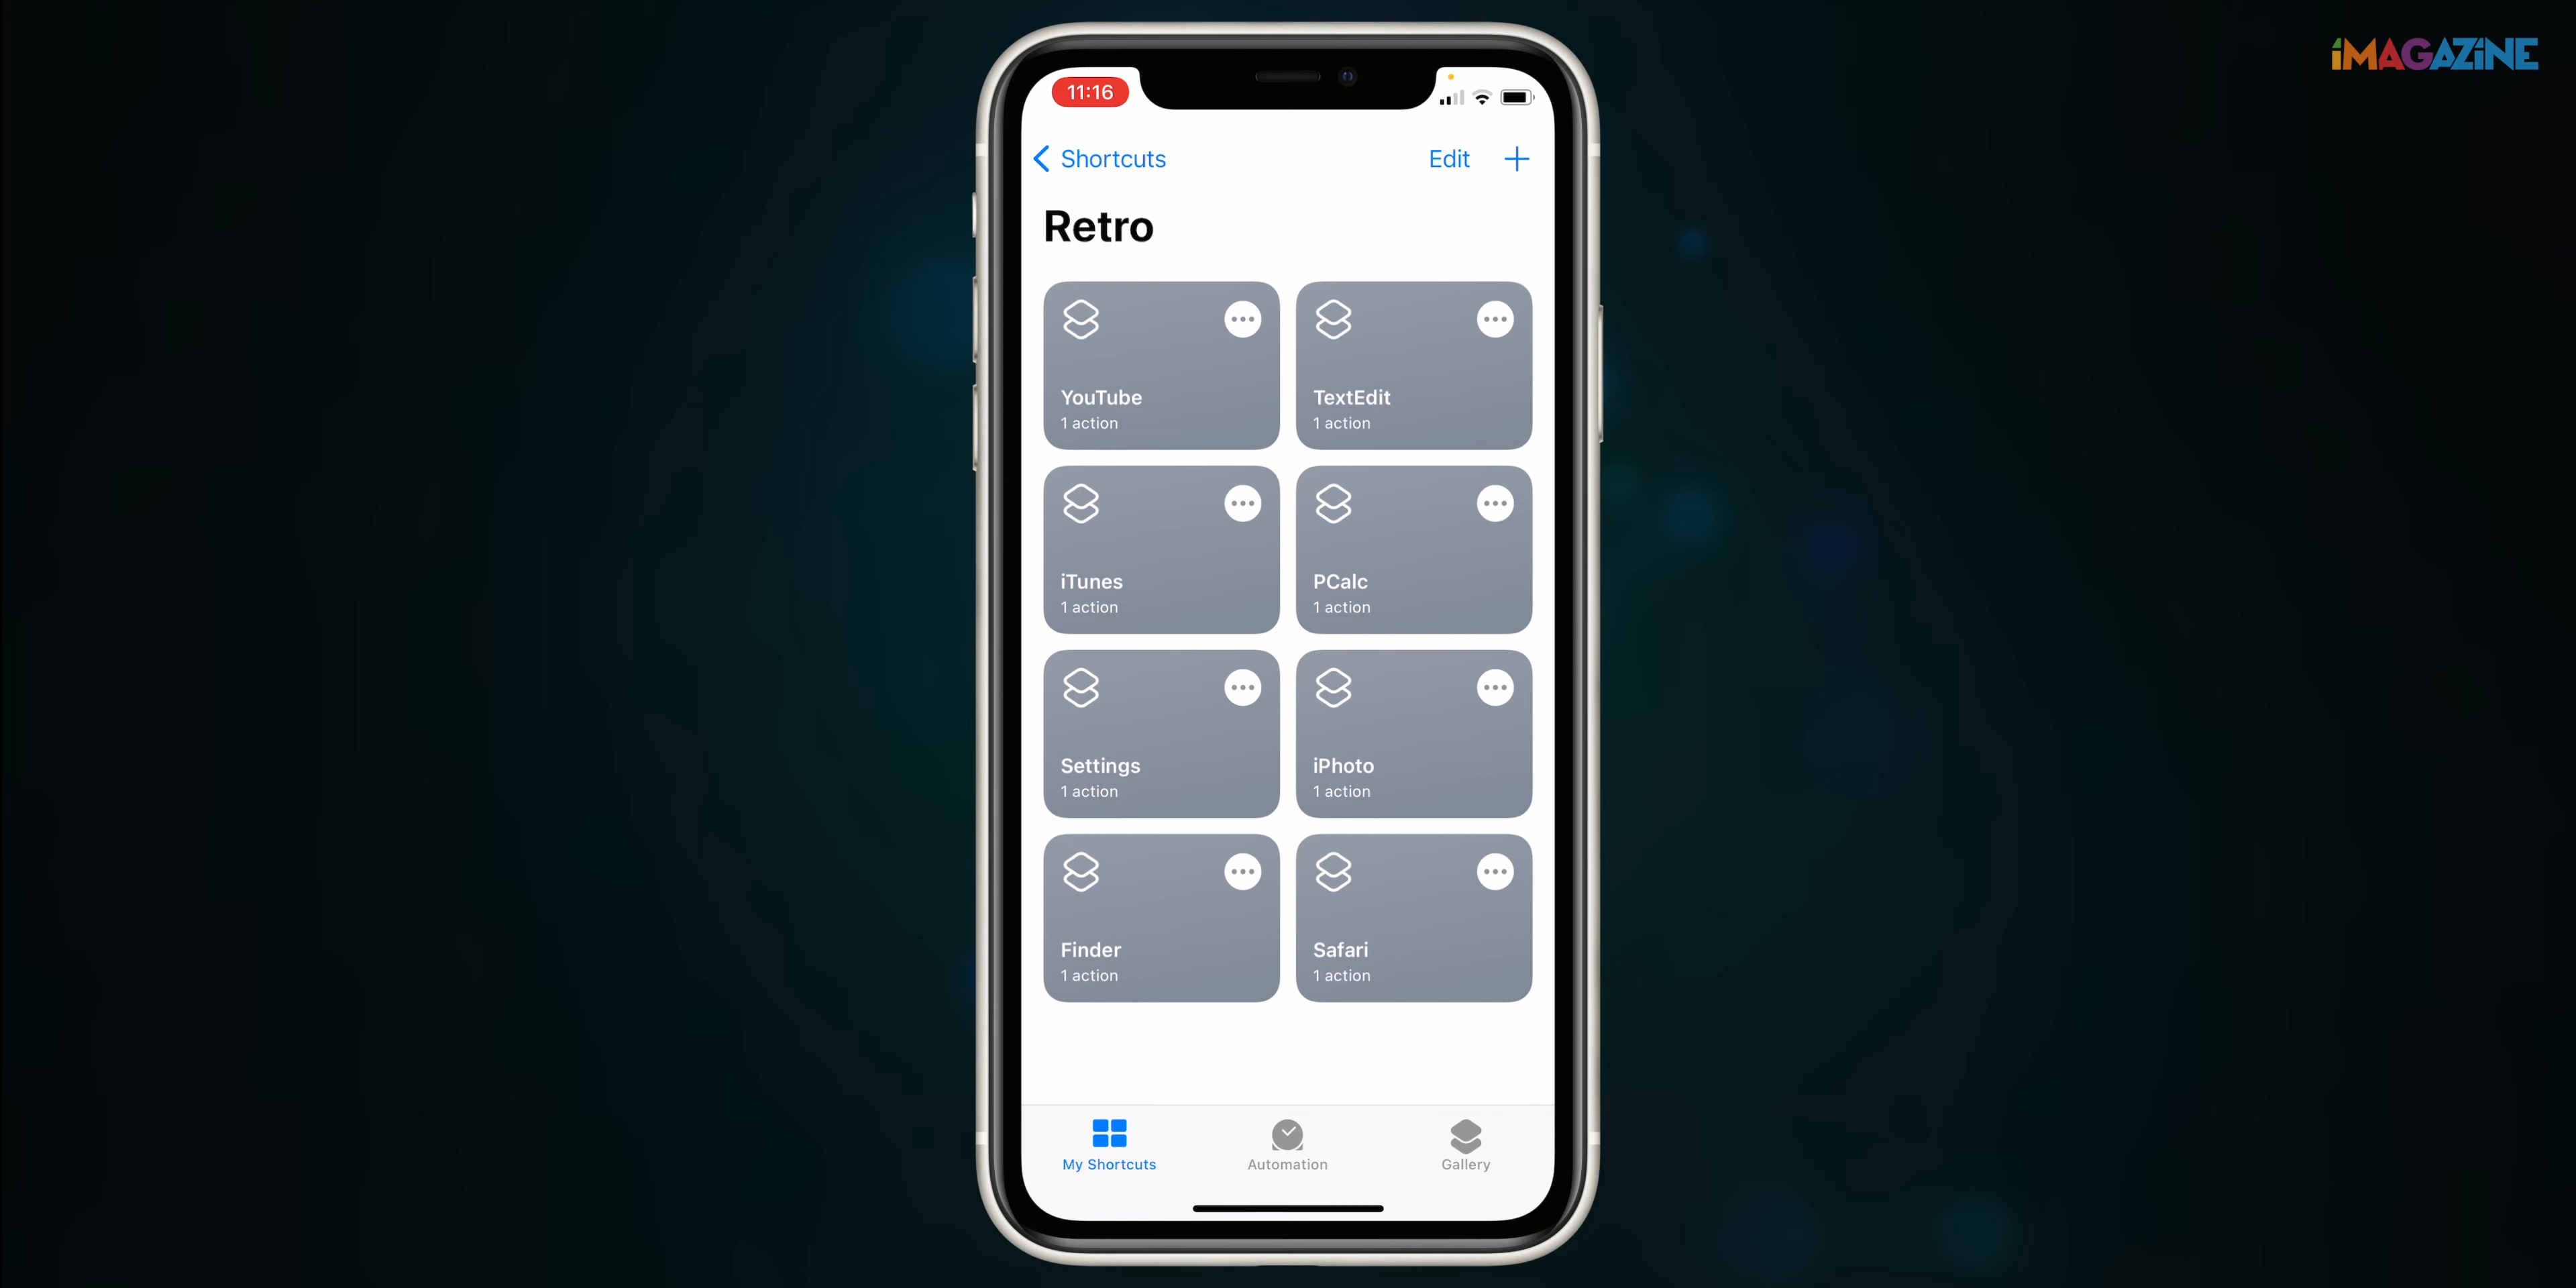 iMAGAZINE
11:16
Shortcuts
Edit
Retro
YouTube
1 action
TextEdit
1 action
iTunes
1 action
PCalc
1 action
Settings
1 action
iPhoto
1 action
Finder
1 action
Safari
1 action
My Shortcuts
Automation
Gallery